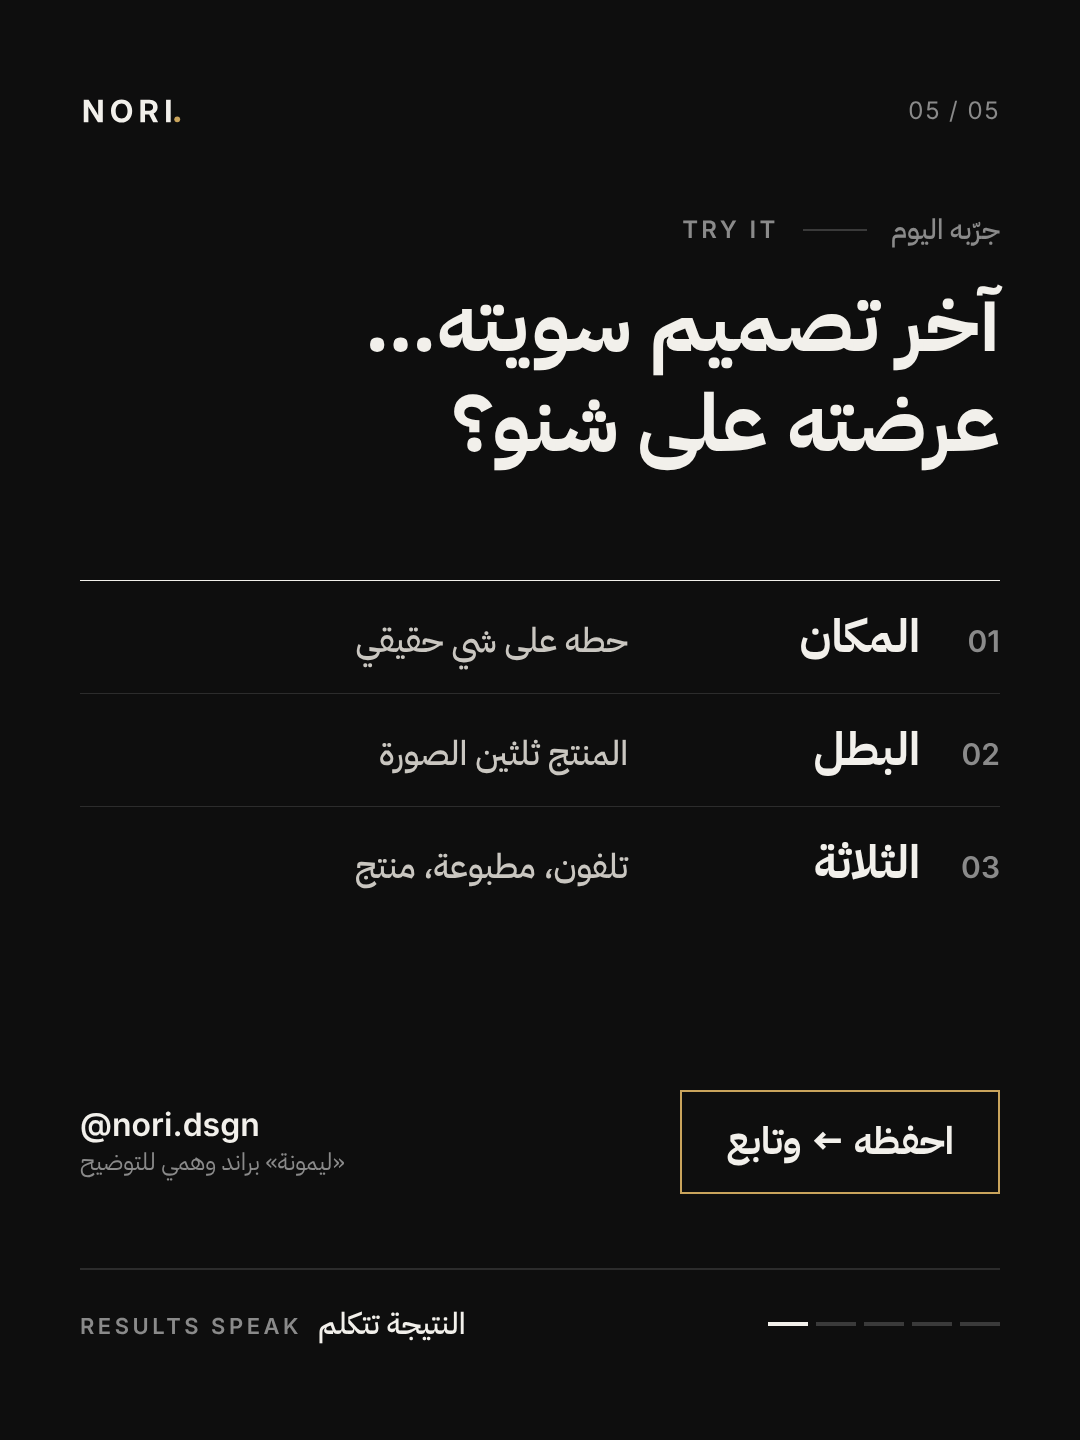 NORI.
05 / 05
جرّبه اليوم — TRY IT
آخر تصميم سويته...
عرضته على شنو؟
01 المكان حطه على شي حقيقي
02 البطل المنتج ثلثين الصورة
03 الثلاثة تلفون، مطبوعة، منتج
احفظه ← وتابع
@nori.dsgn
«ليمونة» براند وهمي للتوضيح
النتيجة تتكلم RESULTS SPEAK